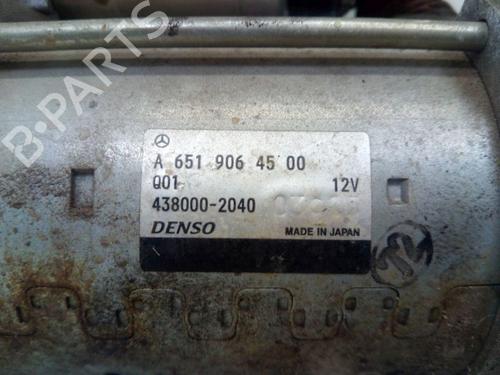 B-PARTS
A 651 906 45 00
Q01 12V
438000-2040
DENSO MADE IN JAPAN